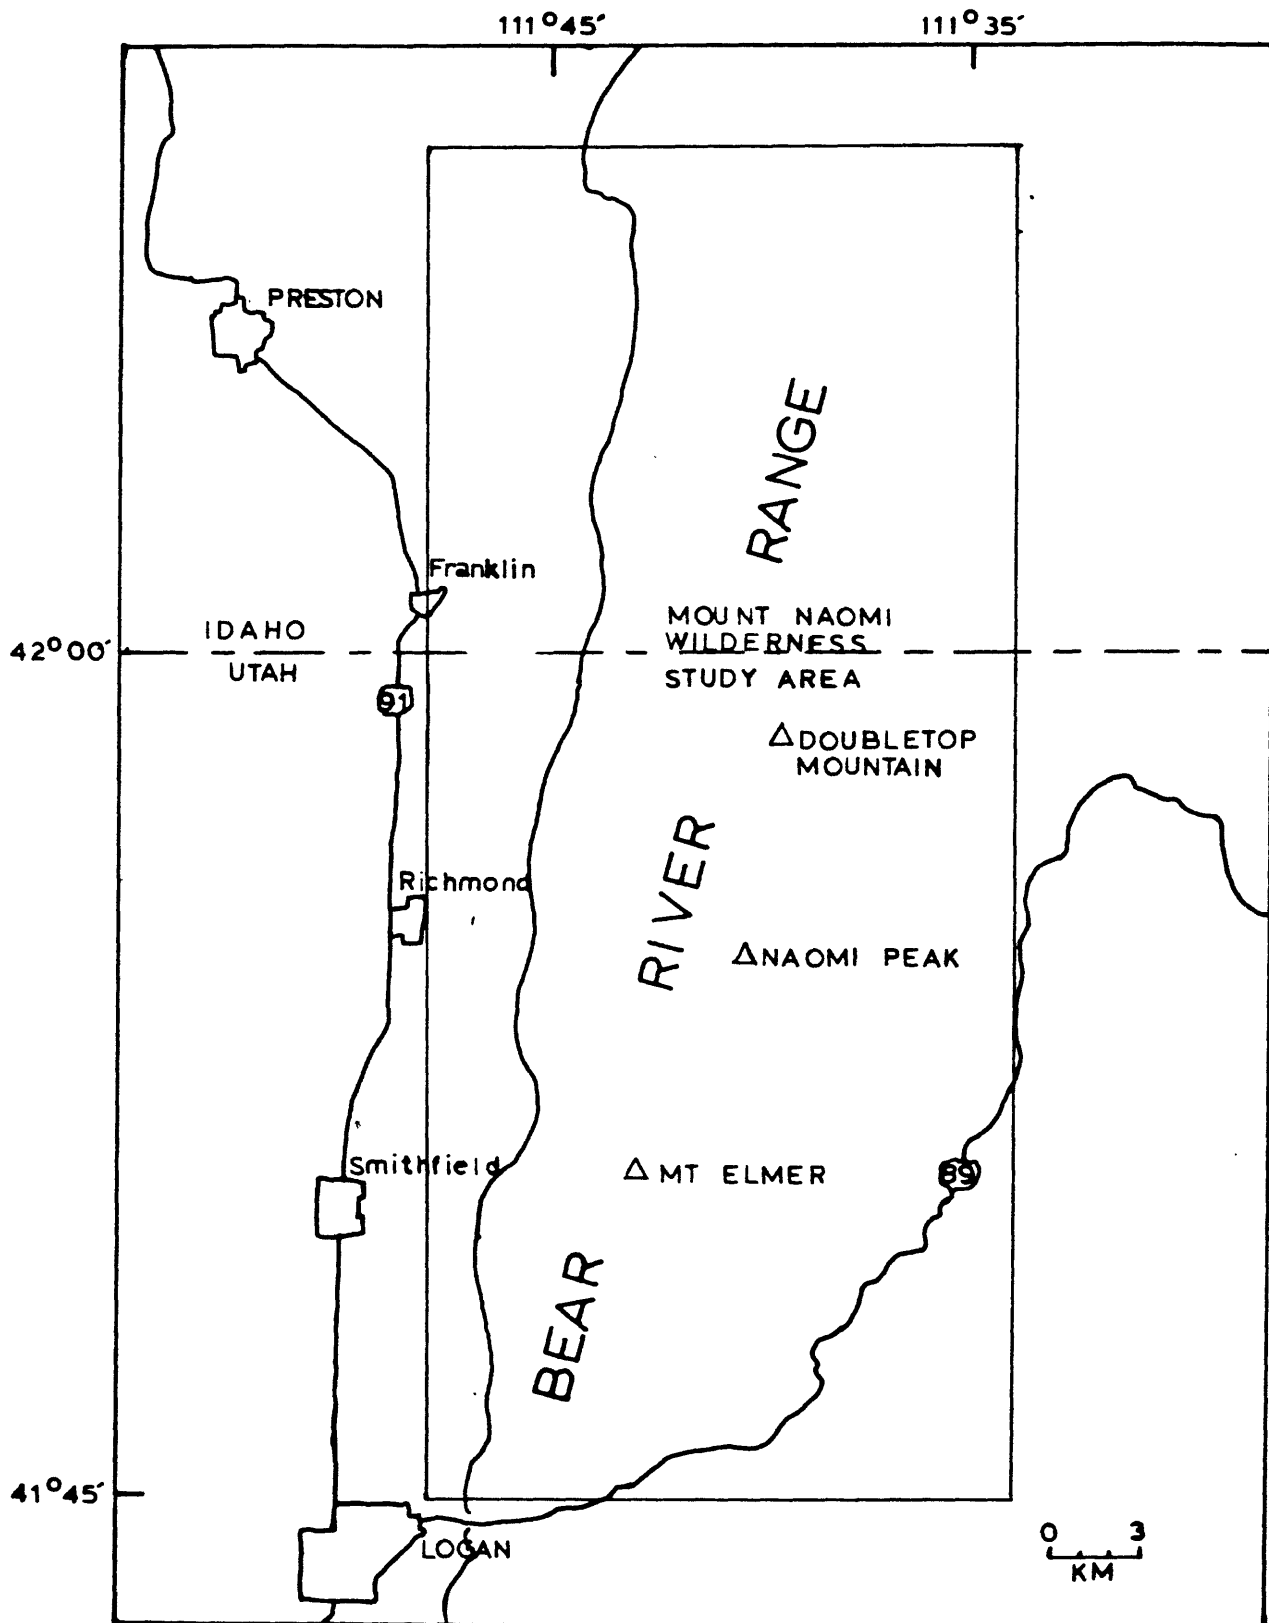 111°45′
111°35′
PRESTON
RANGE
Franklin
IDAHO
MOUNT NAOMI
WILDERNESS
42°00′
UTAH
STUDY AREA
91
DOUBLETOP
MOUNTAIN
RIVER
Richmond
NAOMI PEAK
Smithfield
MT ELMER
89
BEAR
41°45′
LOGAN
0 3
KM